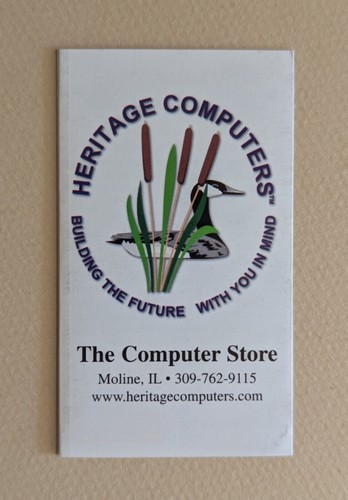 HERITAGE COMPUTERS™
BUILDING THE FUTURE WITH YOU IN MIND
The Computer Store
Moline, IL • 309-762-9115
www.heritagecomputers.com